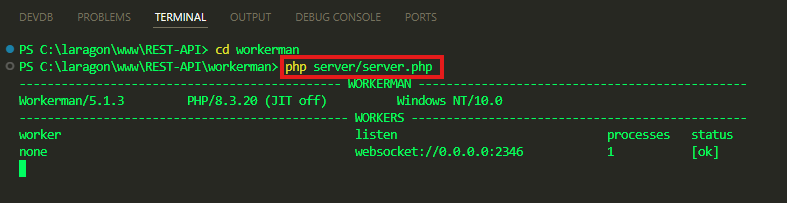 DEVDB PROBLEMS TERMINAL OUTPUT DEBUG CONSOLE PORTS
PS C:\laragon\www\REST-API> cd workerman
PS C:\laragon\www\REST-API\workerman> php server/server.php
----------------------------------------------- WORKERMAN ------------------------------------------------
Workerman/5.1.3 PHP/8.3.20 (JIT off) Windows NT/10.0
------------------------------------------------ WORKERS -------------------------------------------------
worker listen processes status
none websocket://0.0.0.0:2346 1 [ok]